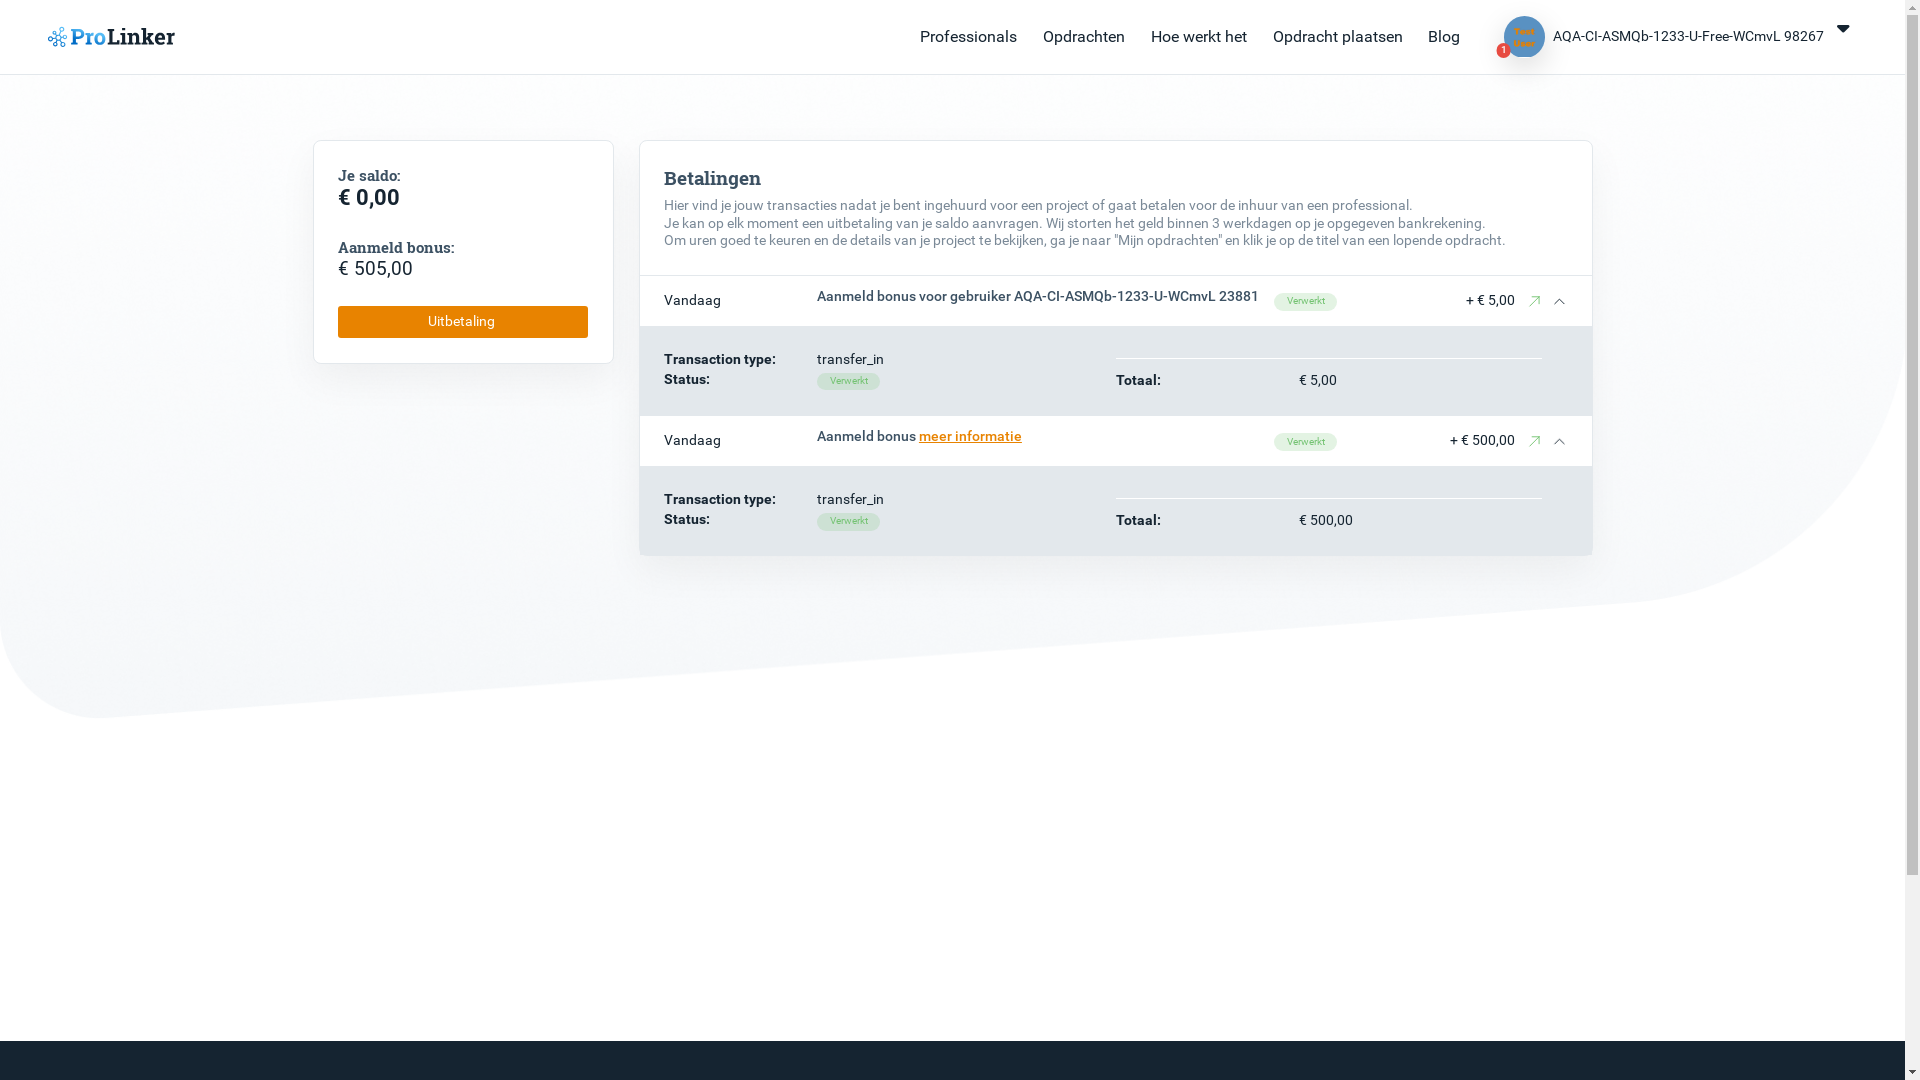 ProLinker
Professionals
Opdrachten
Hoe werkt het
Opdracht plaatsen
Blog
Test
User
1
AQA-CI-ASMQb-1233-U-Free-WCmvL 98267
Je saldo:
€ 0,00
Aanmeld bonus:
€ 505,00
Uitbetaling
Betalingen
Hier vind je jouw transacties nadat je bent ingehuurd voor een project of gaat betalen voor de inhuur van een professional.
Je kan op elk moment een uitbetaling van je saldo aanvragen. Wij storten het geld binnen 3 werkdagen op je opgegeven bankrekening.
Om uren goed te keuren en de details van je project te bekijken, ga je naar "Mijn opdrachten" en klik je op de titel van een lopende opdracht.
Vandaag Aanmeld bonus voor gebruiker AQA-CI-ASMQb-1233-U-WCmvL 23881 Verwerkt + € 5,00
Transaction type: transfer_in
Status: Verwerkt Totaal: € 5,00
Vandaag Aanmeld bonus meer informatie Verwerkt + € 500,00
Transaction type: transfer_in
Status: Verwerkt Totaal: € 500,00